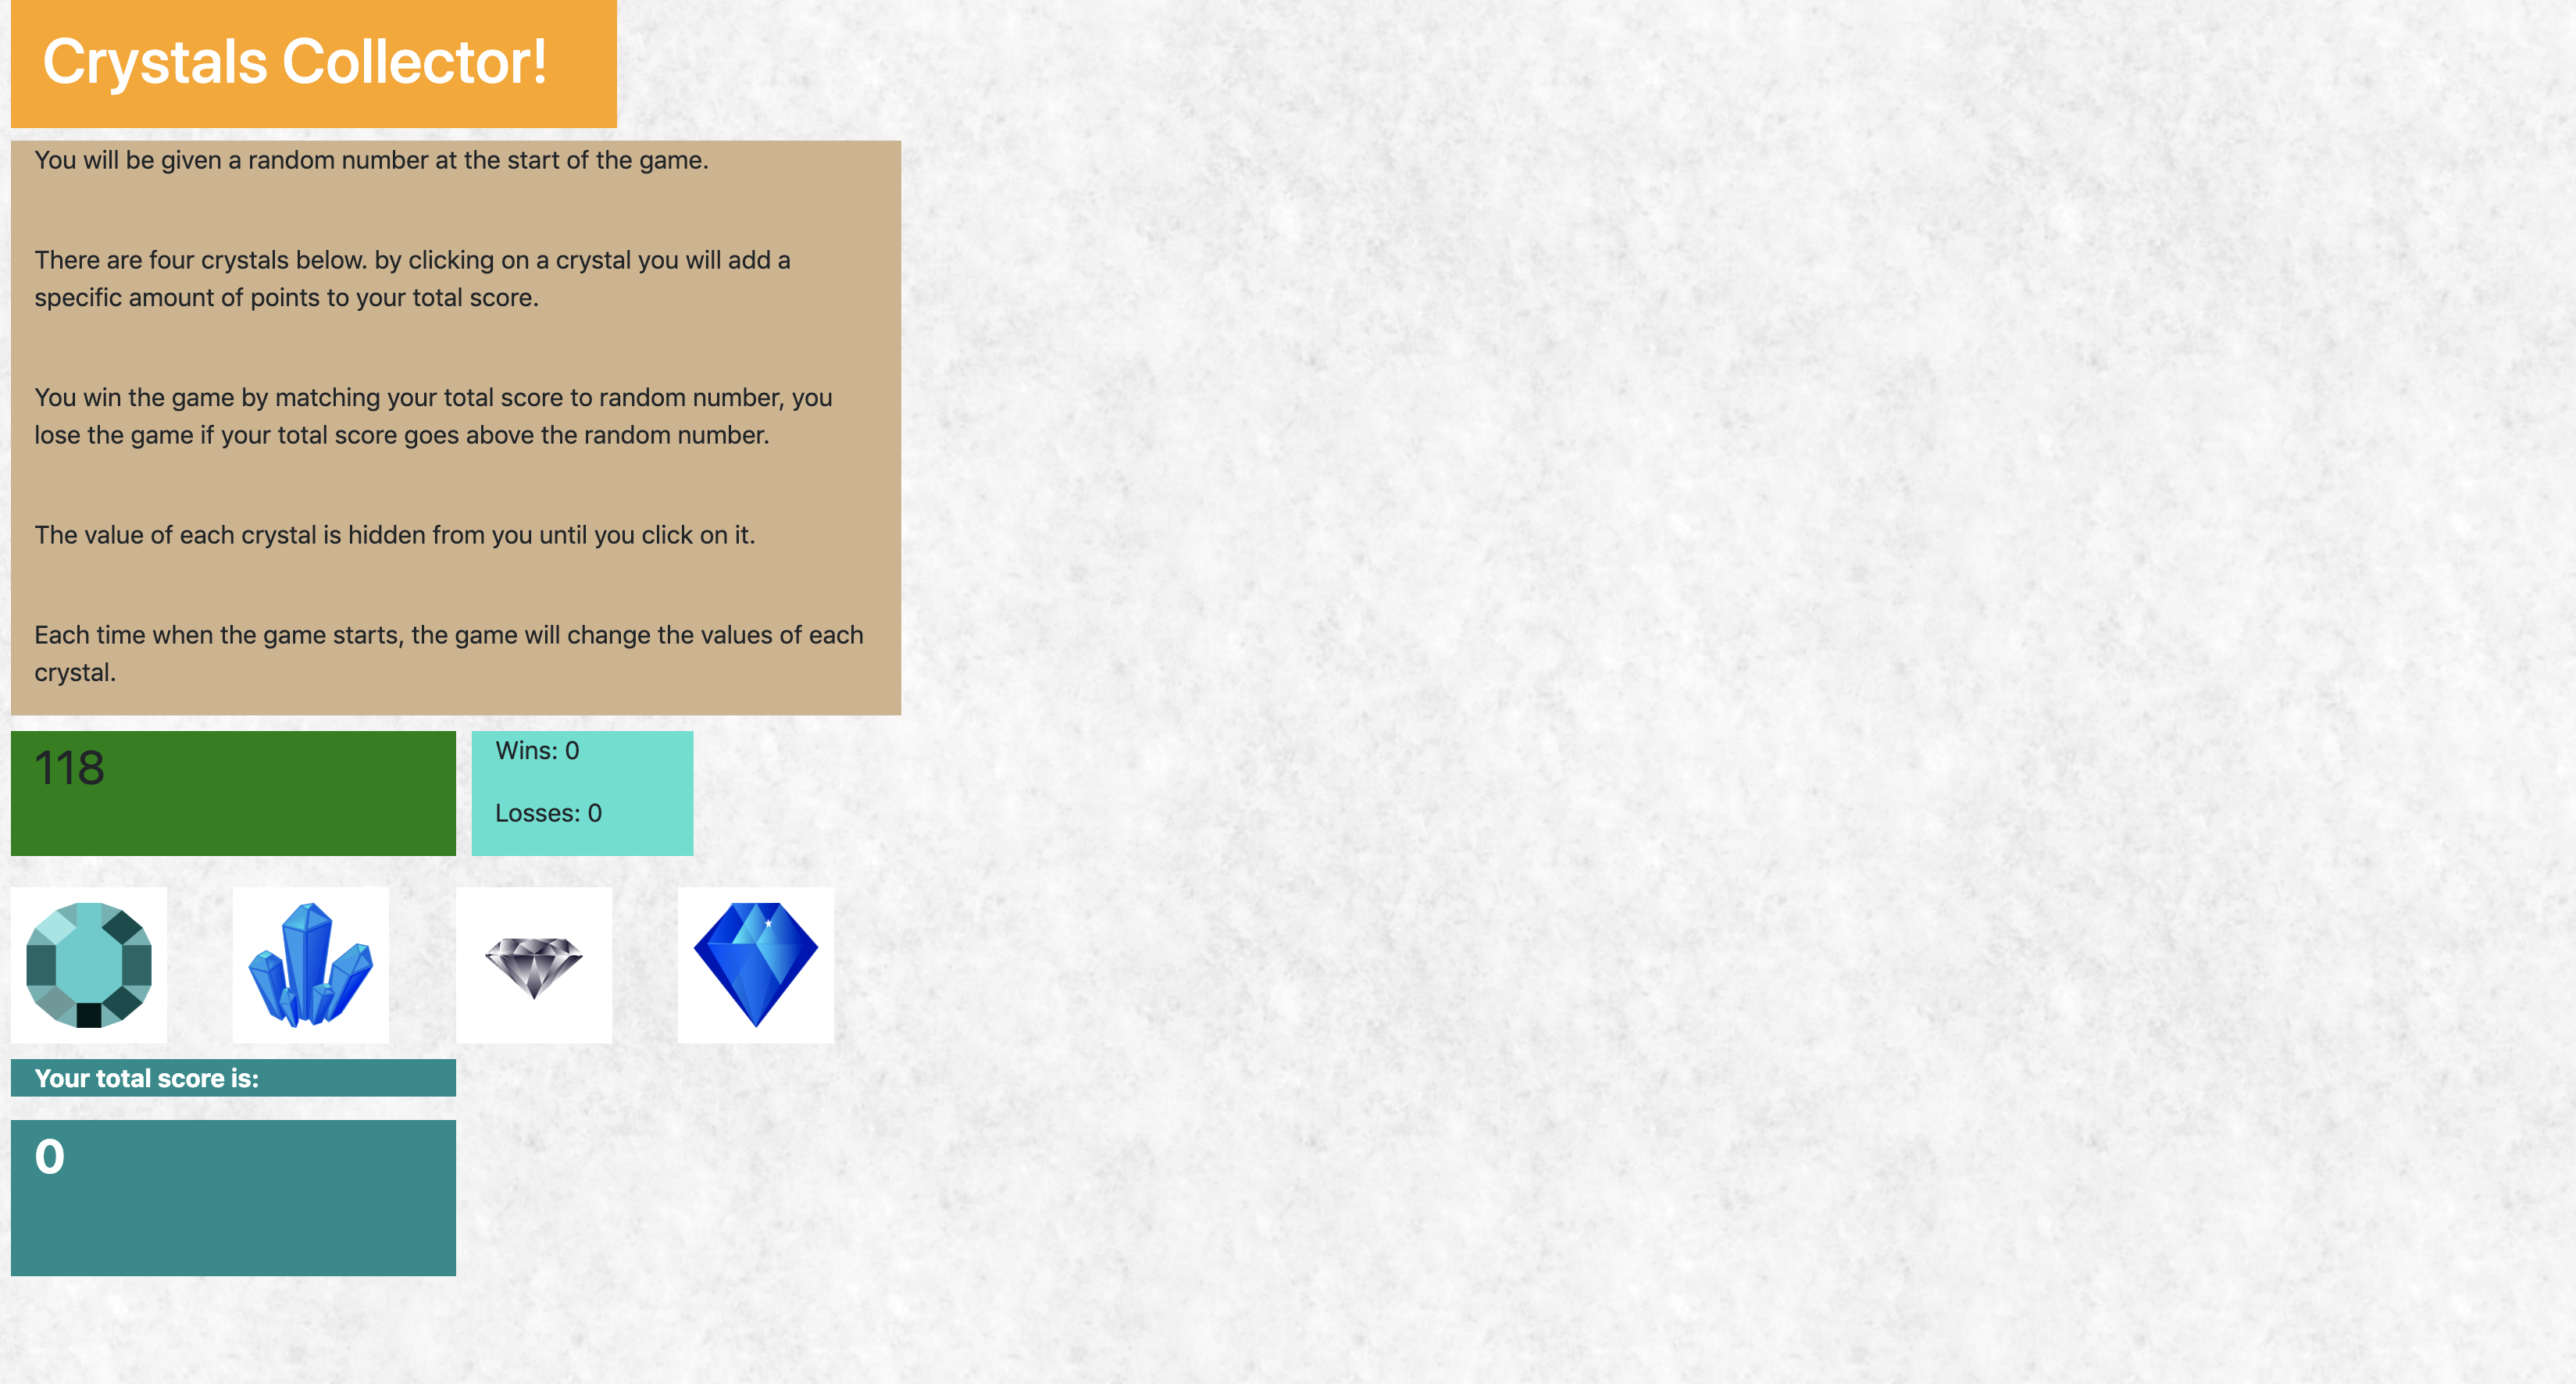 Crystals Collector!
You will be given a random number at the start of the game.
There are four crystals below. by clicking on a crystal you will add a
specific amount of points to your total score.
You win the game by matching your total score to random number, you
lose the game if your total score goes above the random number.
The value of each crystal is hidden from you until you click on it.
Each time when the game starts, the game will change the values of each
crystal.
118
Wins: 0
Losses: 0
Your total score is:
0